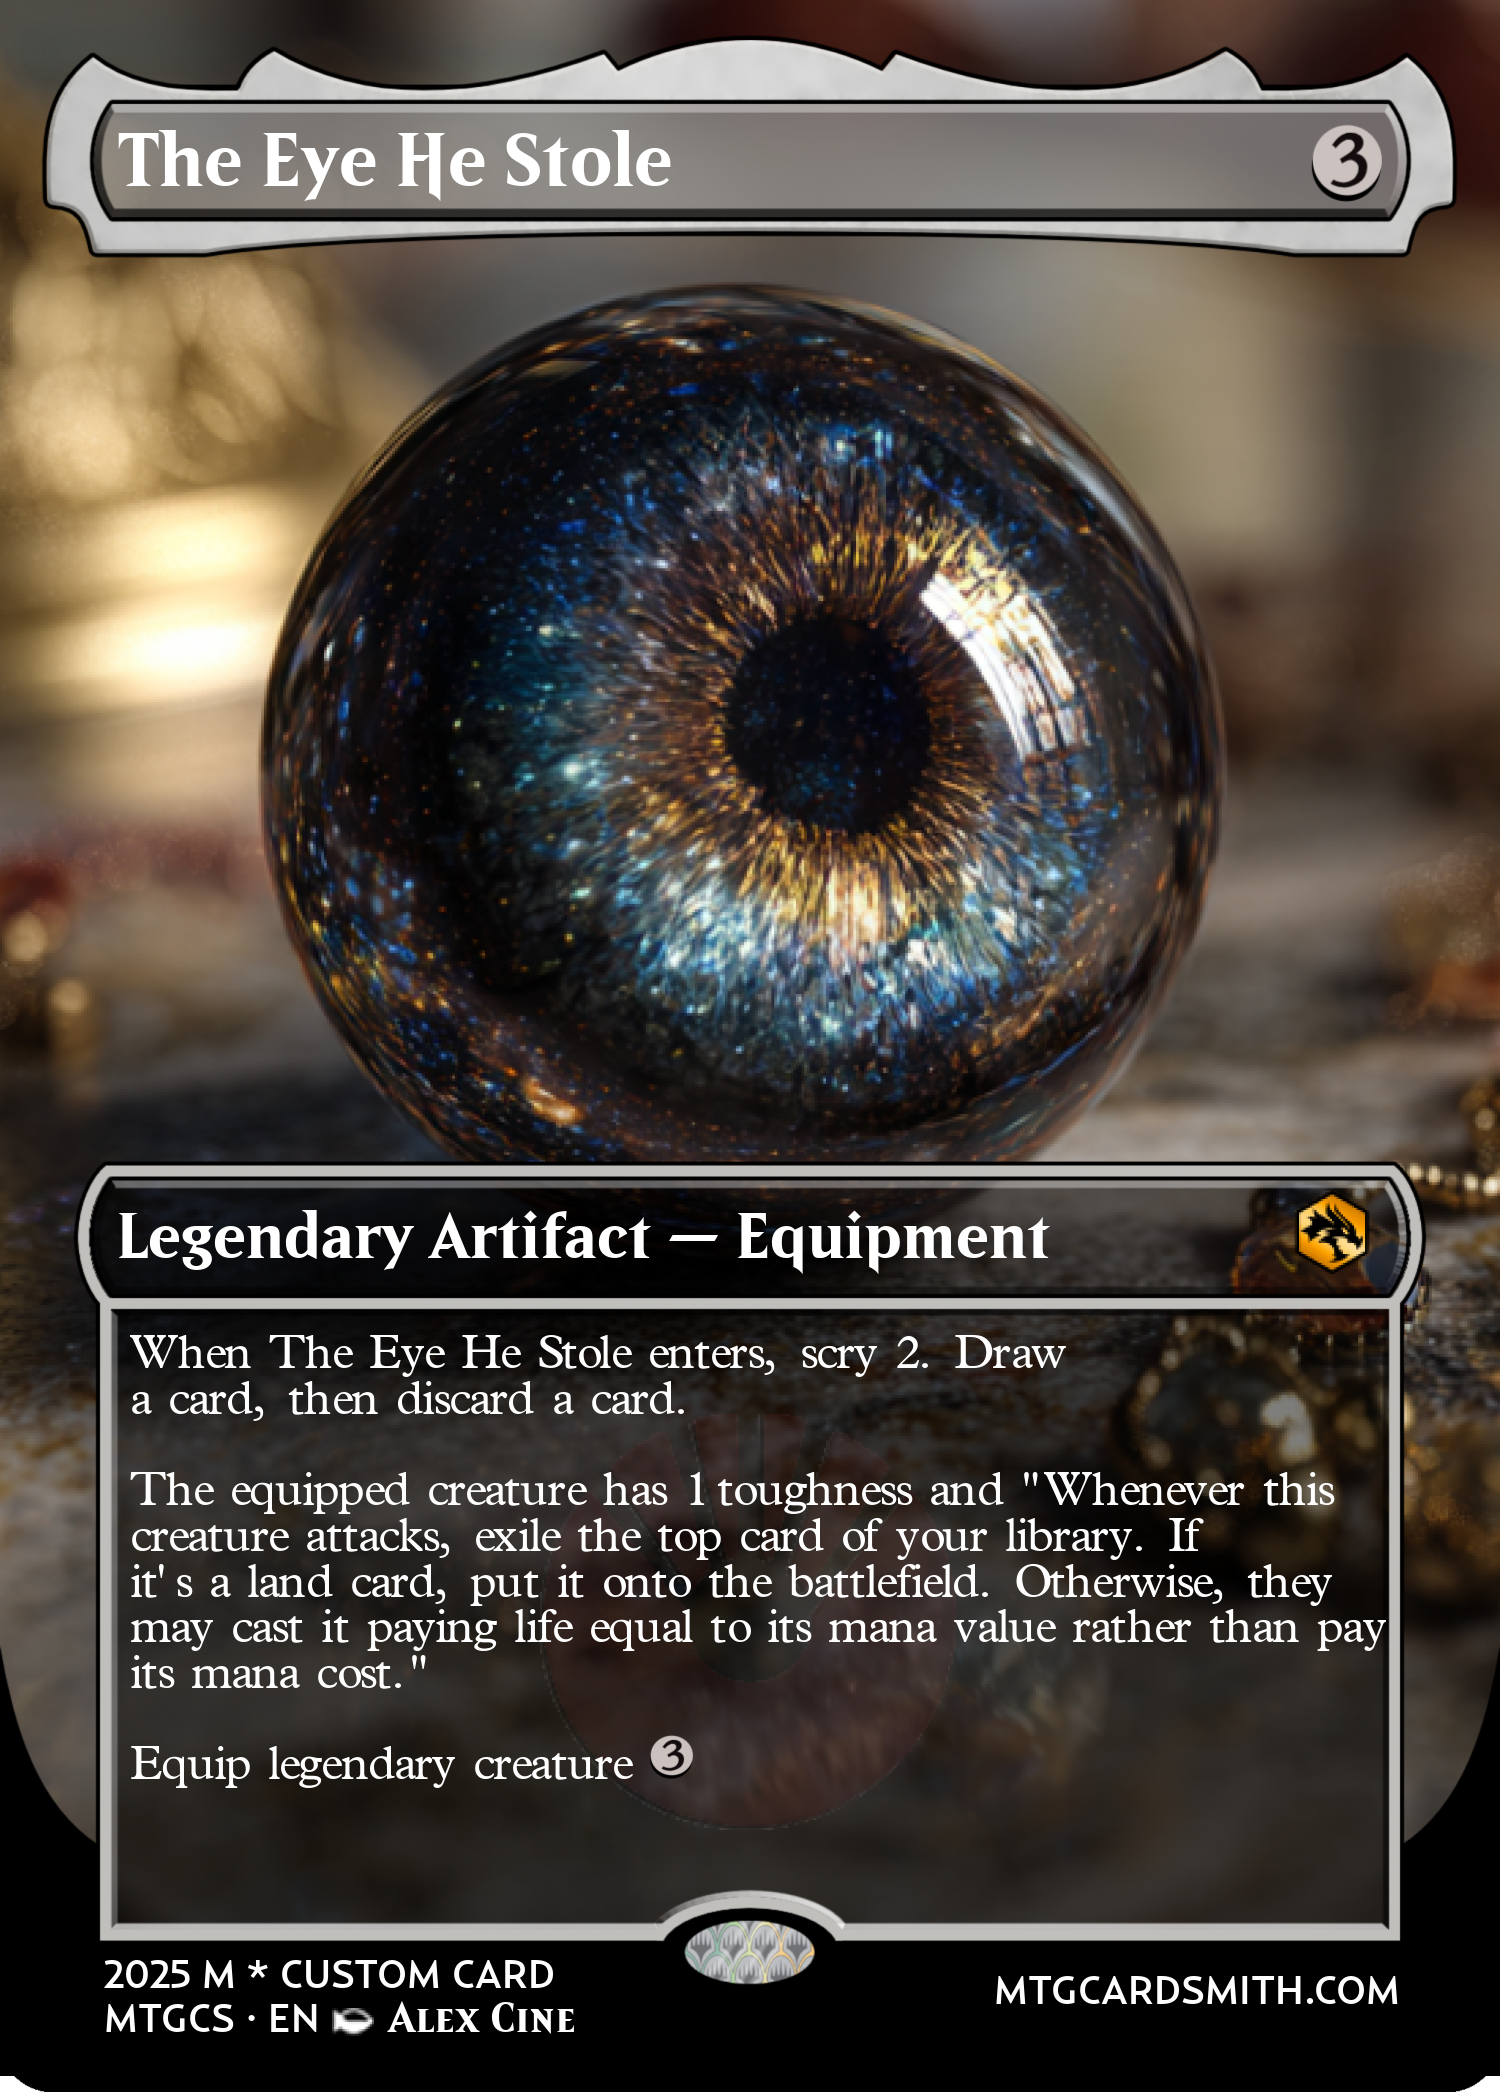 The Eye He Stole 3
Legendary Artifact — Equipment
When The Eye He Stole enters, scry 2. Draw
a card, then discard a card.
The equipped creature has 1 toughness and "Whenever this
creature attacks, exile the top card of your library. If
it's a land card, put it onto the battlefield. Otherwise, they
may cast it paying life equal to its mana value rather than pay
its mana cost."
Equip legendary creature 3
2025 M * CUSTOM CARD
MTGCS · EN ALEX CINE
MTGCARDSMITH.COM